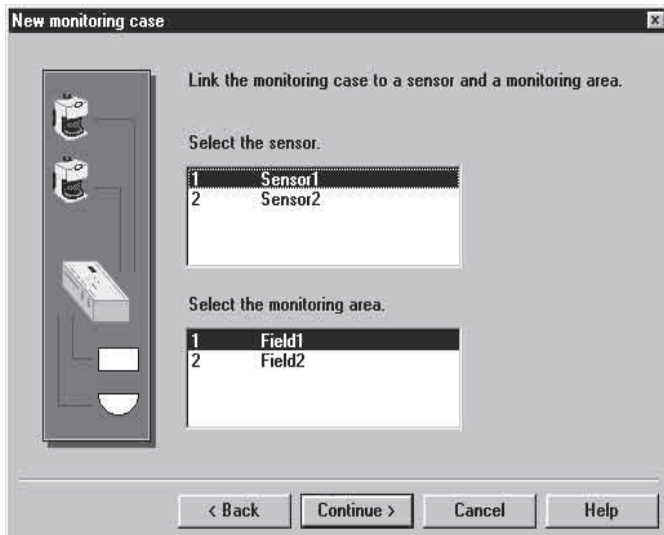 New monitoring case
Link the monitoring case to a sensor and a monitoring area.
Select the sensor.
1 Sensor1
2 Sensor2
Select the monitoring area.
1 Field1
2 Field2
< Back Continue > Cancel Help